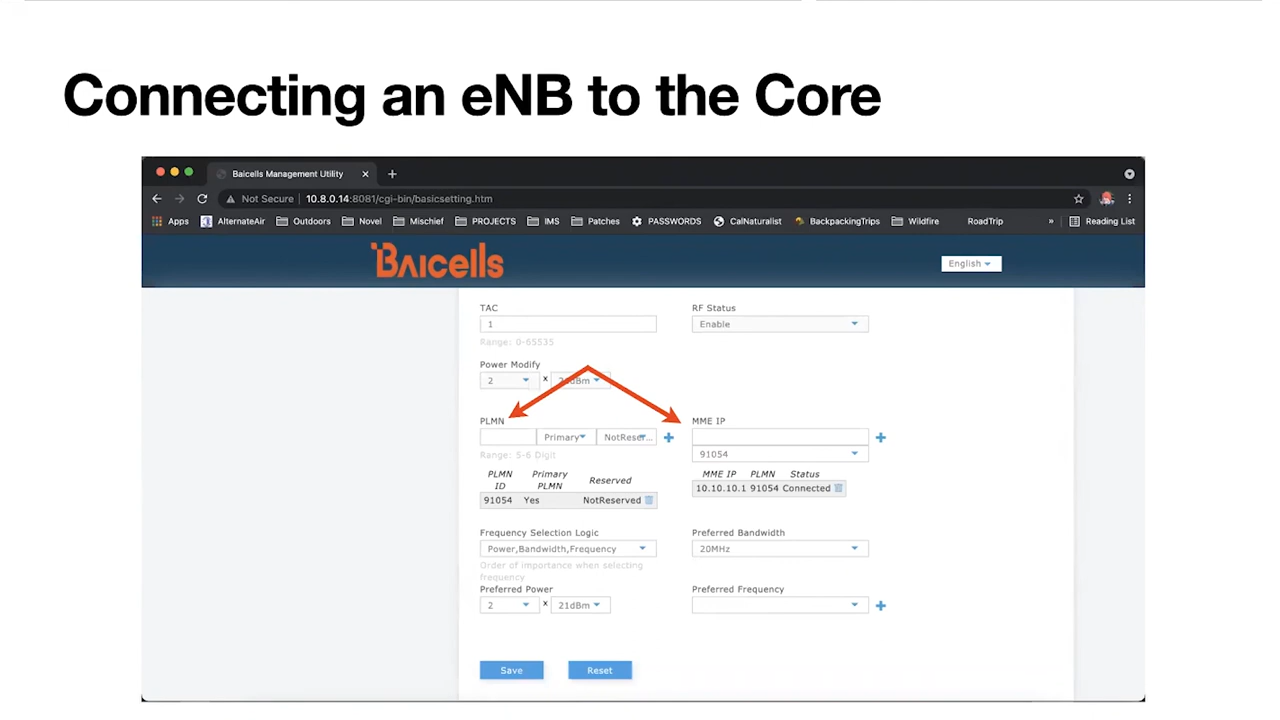 Connecting an eNB to the Core
Baicells Management Utility
Not Secure 10.8.0.14:8081/cgi-bin/basicsetting.htm
Apps AlternateAir Outdoors Novel Mischief PROJECTS IMS Patches PASSWORDS CalNaturalist BackpackingTrips Wildfire RoadTrip » Reading List
BAICELLS
English
TAC RF Status
1 Enable
Range: 0-65535
Power Modify
2 x
PLMN MME IP
Primary NotReser...
Range: 5-6 Digit 91054
PLMN ID Primary PLMN Reserved MME IP PLMN Status
91054 Yes NotReserved 10.10.10.1 91054 Connected
Frequency Selection Logic Preferred Bandwidth
Power,Bandwidth,Frequency 20MHz
Order of importance when selecting
frequency
Preferred Power Preferred Frequency
2 x 21dBm
Save Reset